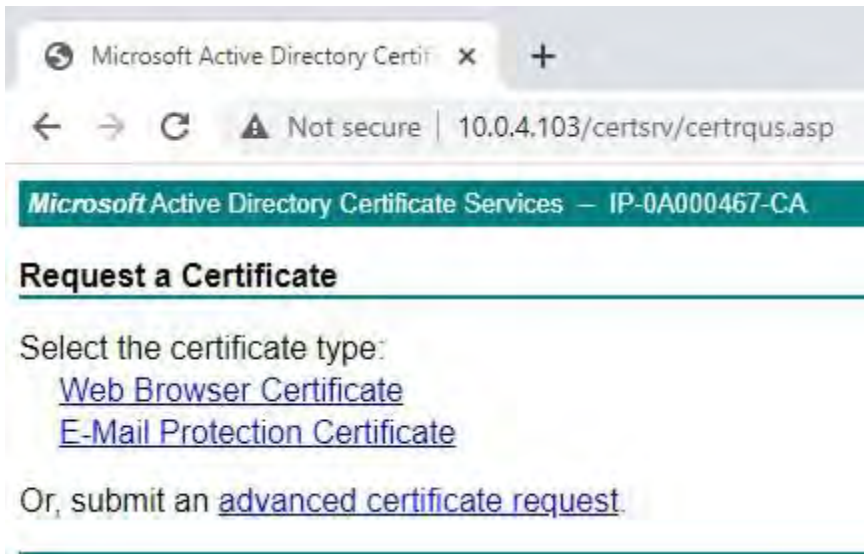 Microsoft Active Directory Certif
Not secure | 10.0.4.103/certsrv/certrqus.asp
Microsoft Active Directory Certificate Services – IP-0A000467-CA
Request a Certificate
Select the certificate type:
Web Browser Certificate
E-Mail Protection Certificate
Or, submit an advanced certificate request.